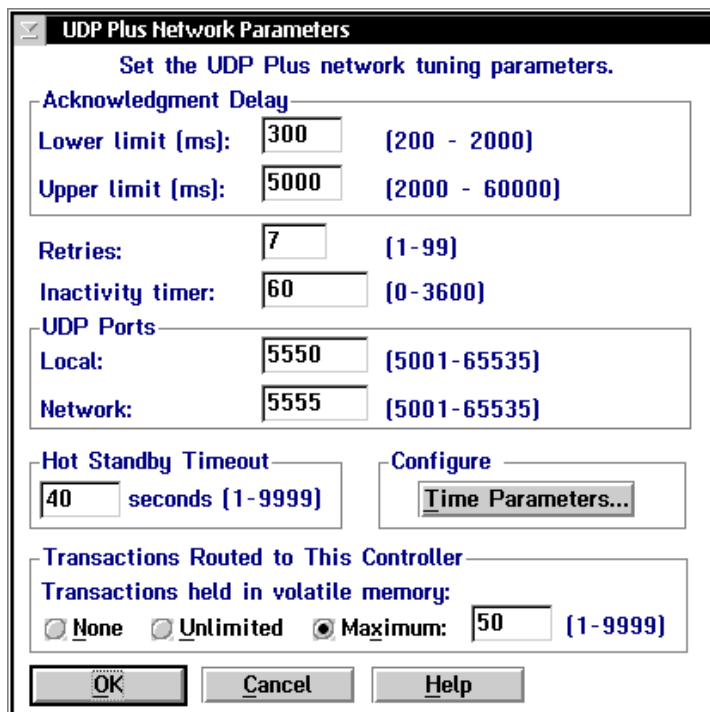 UDP Plus Network Parameters
Set the UDP Plus network tuning parameters.
Acknowledgment Delay
Lower limit (ms): 300 (200 - 2000)
Upper limit (ms): 5000 (2000 - 60000)
Retries: 7 (1-99)
Inactivity timer: 60 (0-3600)
UDP Ports
Local: 5550 (5001-65535)
Network: 5555 (5001-65535)
Hot Standby Timeout Configure
40 seconds (1-9999) Time Parameters...
Transactions Routed to This Controller
Transactions held in volatile memory:
None Unlimited Maximum: 50 (1-9999)
OK Cancel Help